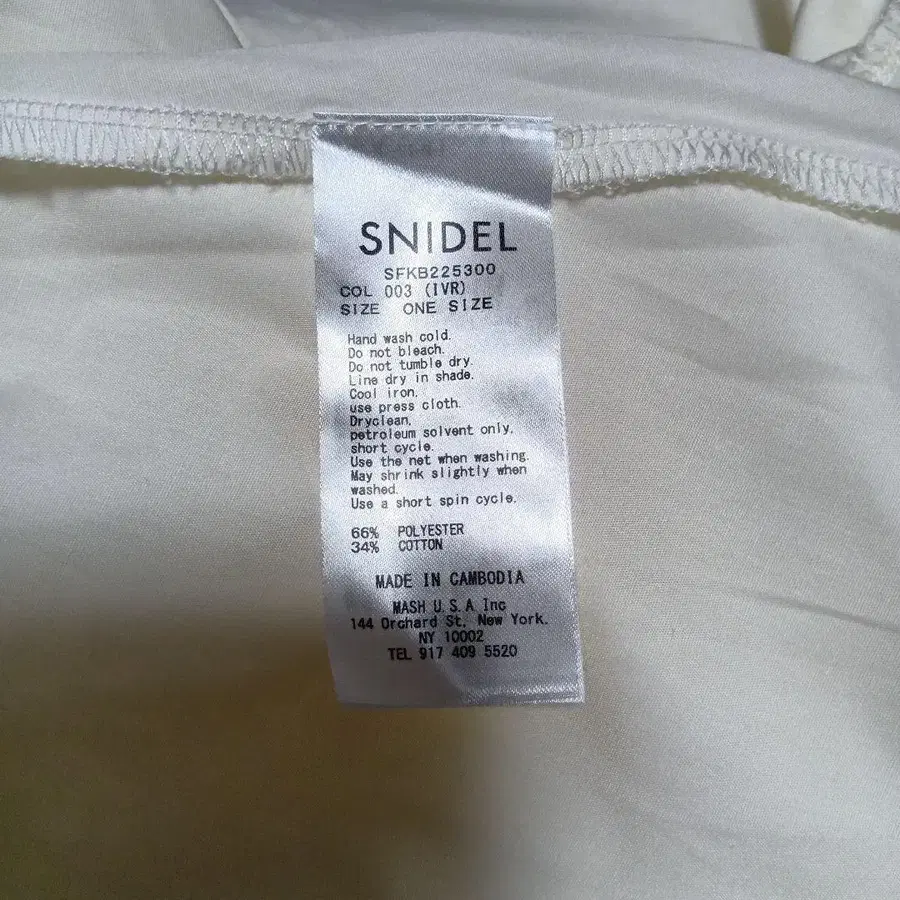 SNIDEL
SFKB225300
COL 003 (IVR)
SIZE ONE SIZE
Hand wash cold.
Do not bleach.
Do not tumble dry.
Line dry in shade.
Cool iron.
use press cloth.
Dryclean,
petroleum solvent only.
short cycle.
Use the net when washing.
May shrink slightly when
washed.
Use a short spin cycle.
66% POLYESTER
34% COTTON
MADE IN CAMBODIA
MASH U.S.A Inc
144 Orchard St. New York.
NY 10002
TEL 917 409 5520